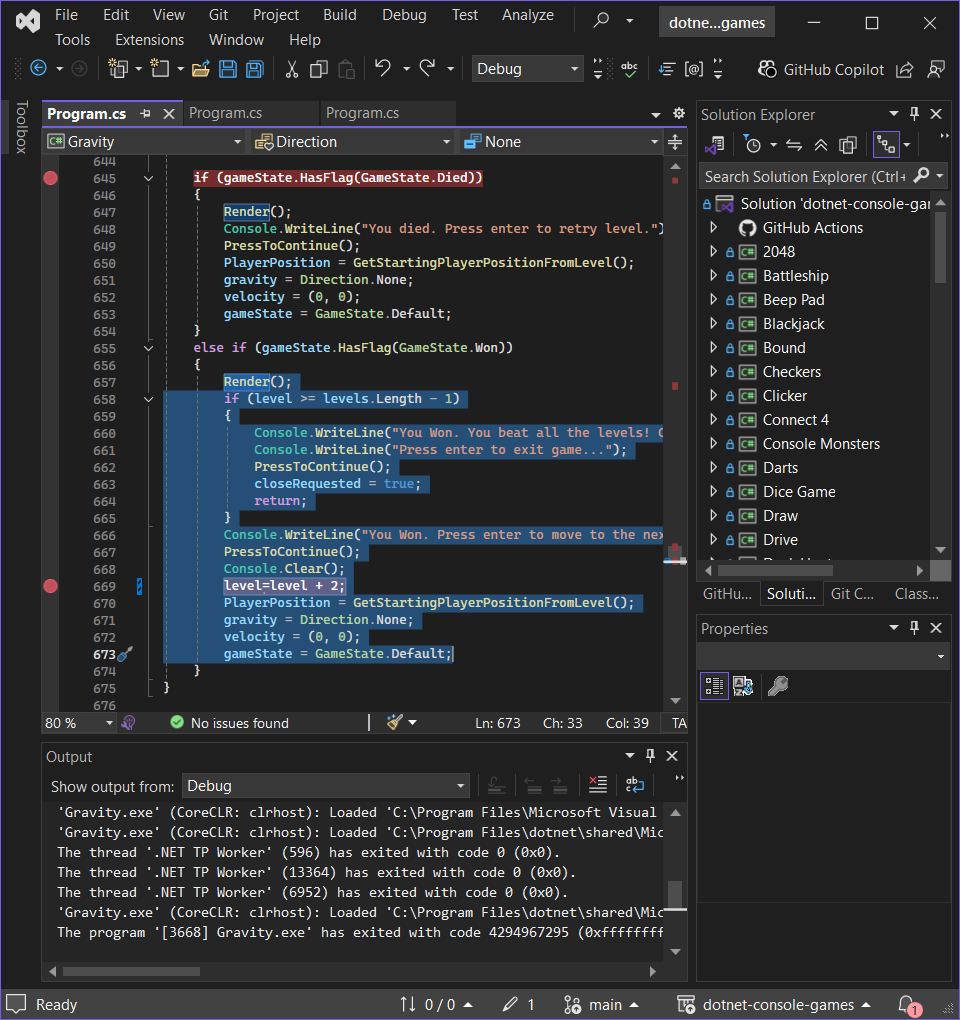 File Edit View Git Project Build Debug Test Analyze
Tools Extensions Window Help
dotne...games
Debug
abc
GitHub Copilot
Toolbox
Program.cs
Program.cs
Program.cs
Gravity
Direction
None
644
645 if (gameState.HasFlag(GameState.Died))
646 {
647 Render();
648 Console.WriteLine("You died. Press enter to retry level.")
649 PressToContinue();
650 PlayerPosition = GetStartingPlayerPositionFromLevel();
651 gravity = Direction.None;
652 velocity = (0, 0);
653 gameState = GameState.Default;
654 }
655 else if (gameState.HasFlag(GameState.Won))
656 {
657 Render();
658 if (level >= levels.Length - 1)
659 {
660 Console.WriteLine("You Won. You beat all the levels!
661 Console.WriteLine("Press enter to exit game...");
662 PressToContinue();
663 closeRequested = true;
664 return;
665 }
666 Console.WriteLine("You Won. Press enter to move to the nex
667 PressToContinue();
668 Console.Clear();
669 level=level + 2;
670 PlayerPosition = GetStartingPlayerPositionFromLevel();
671 gravity = Direction.None;
672 velocity = (0, 0);
673 gameState = GameState.Default;
674 }
675 }
676
80 %
No issues found
Ln: 673 Ch: 33 Col: 39 TA
Output
Show output from: Debug
'Gravity.exe' (CoreCLR: clrhost): Loaded 'C:\Program Files\Microsoft Visual
'Gravity.exe' (CoreCLR: clrhost): Loaded 'C:\Program Files\dotnet\shared\Mic
The thread '.NET TP Worker' (596) has exited with code 0 (0x0).
The thread '.NET TP Worker' (13364) has exited with code 0 (0x0).
The thread '.NET TP Worker' (6952) has exited with code 0 (0x0).
'Gravity.exe' (CoreCLR: clrhost): Loaded 'C:\Program Files\dotnet\shared\Mic
The program '[3668] Gravity.exe' has exited with code 4294967295 (0xffffffff
Solution Explorer
Search Solution Explorer (Ctrl+
Solution 'dotnet-console-gar
GitHub Actions
C# 2048
C# Battleship
C# Beep Pad
C# Blackjack
C# Bound
C# Checkers
C# Clicker
C# Connect 4
C# Console Monsters
C# Darts
C# Dice Game
C# Draw
C# Drive
GitHu... Soluti... Git C... Class...
Properties
Ready
0 / 0
1
main
dotnet-console-games
1